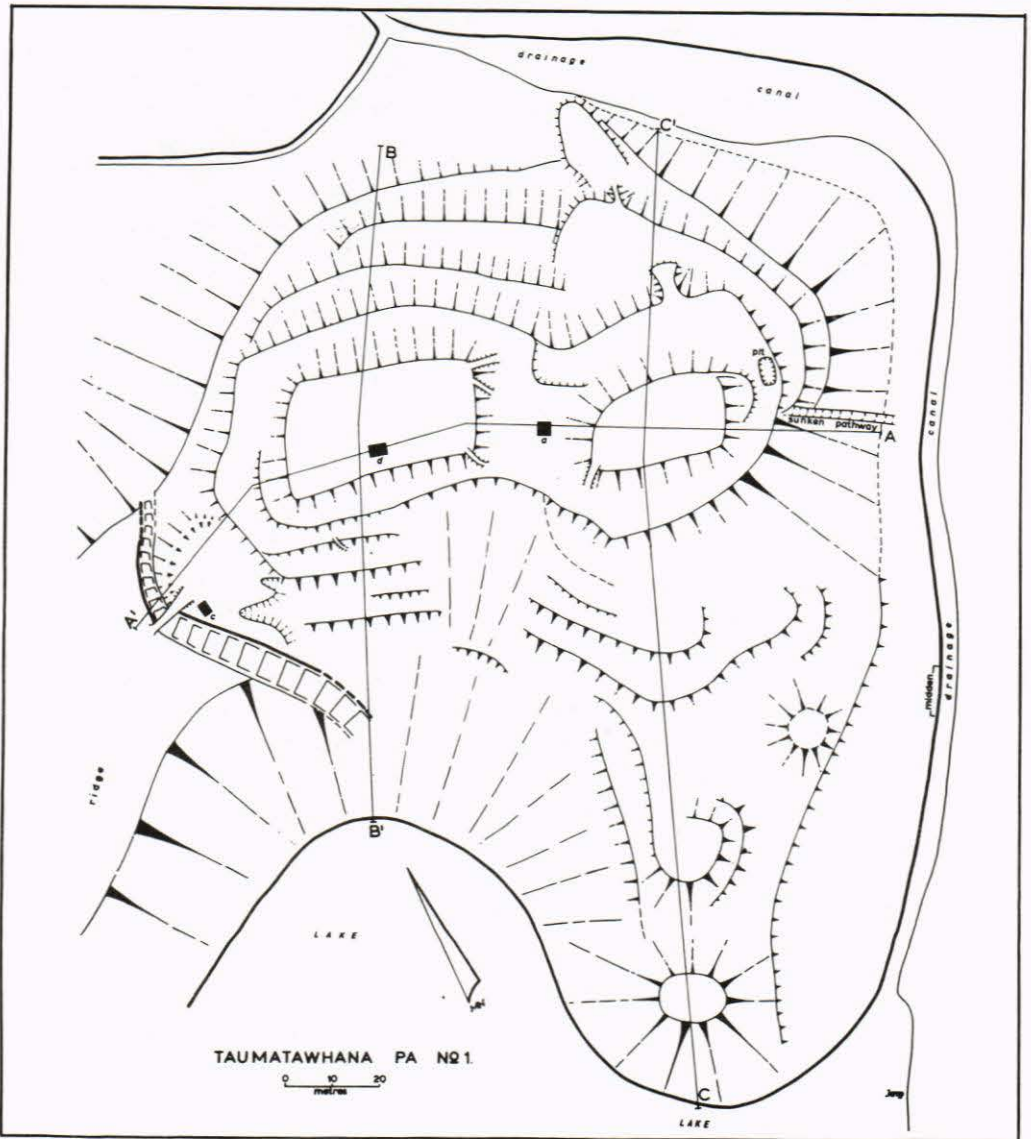 drainage
canal
C'
B
pit
sunken pathway
A
canal
d
a
A'
c
midden
drainage
ridge
B'
LAKE
TAUMATAWHANA PA Nº 1.
0 10 20
metres
C
LAKE